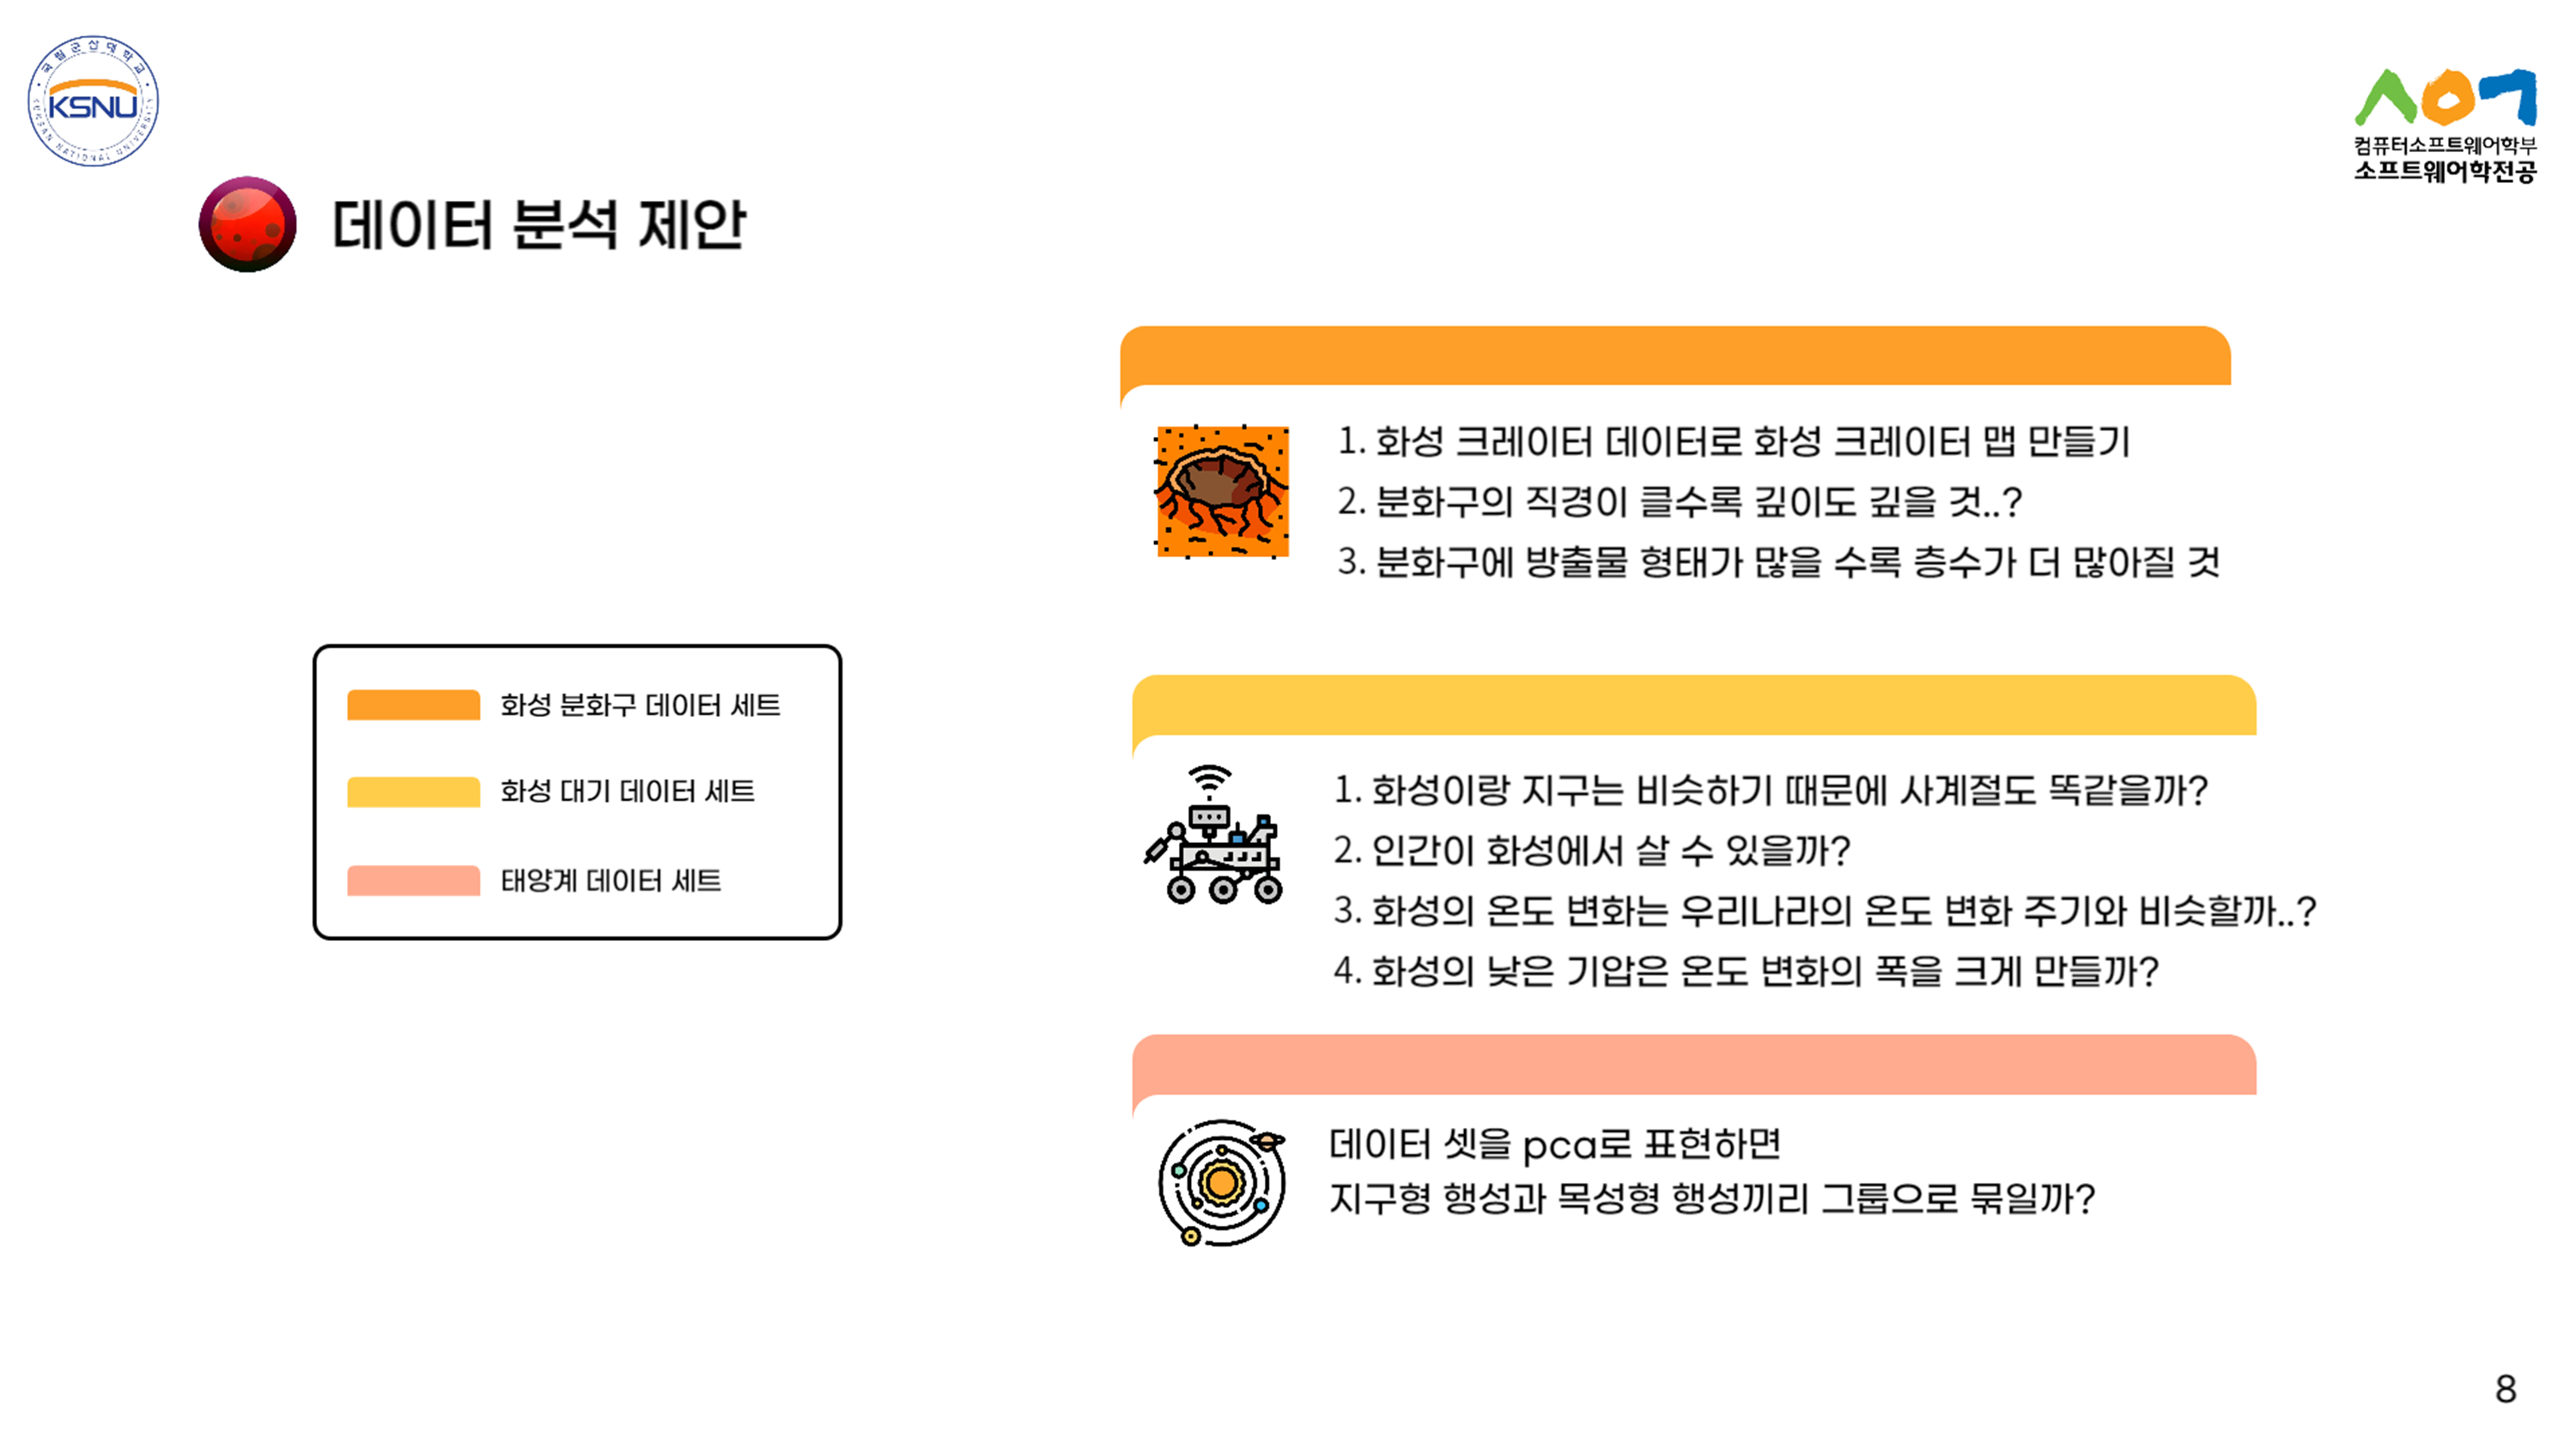 국립군산대학교
KSNU
KUNSAN NATIONAL UNIVERSITY
컴퓨터소프트웨어학부
소프트웨어학전공
데이터 분석 제안
1. 화성 크레이터 데이터로 화성 크레이터 맵 만들기
2. 분화구의 직경이 클수록 깊이도 깊을 것..?
3. 분화구에 방출물 형태가 많을 수록 층수가 더 많아질 것
화성 분화구 데이터 세트
화성 대기 데이터 세트
태양계 데이터 세트
1. 화성이랑 지구는 비슷하기 때문에 사계절도 똑같을까?
2. 인간이 화성에서 살 수 있을까?
3. 화성의 온도 변화는 우리나라의 온도 변화 주기와 비슷할까..?
4. 화성의 낮은 기압은 온도 변화의 폭을 크게 만들까?
데이터 셋을 pca로 표현하면
지구형 행성과 목성형 행성끼리 그룹으로 묶일까?
8